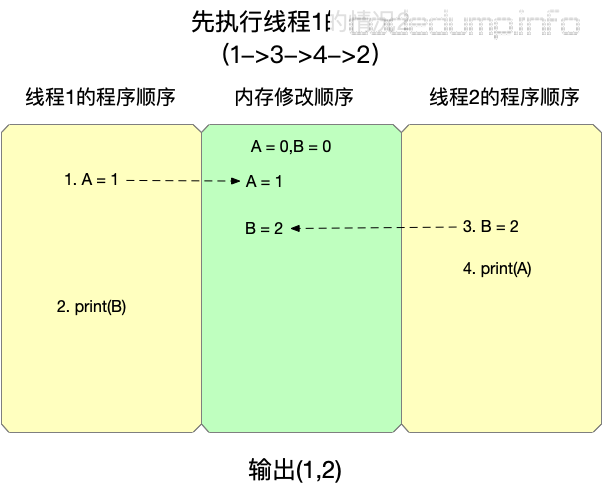 先执行线程1的情况2
codedump.info
(1->3->4->2)
线程1的程序顺序 内存修改顺序 线程2的程序顺序
A = 0,B = 0
1. A = 1 A = 1
B = 2 3. B = 2
4. print(A)
2. print(B)
输出(1,2)